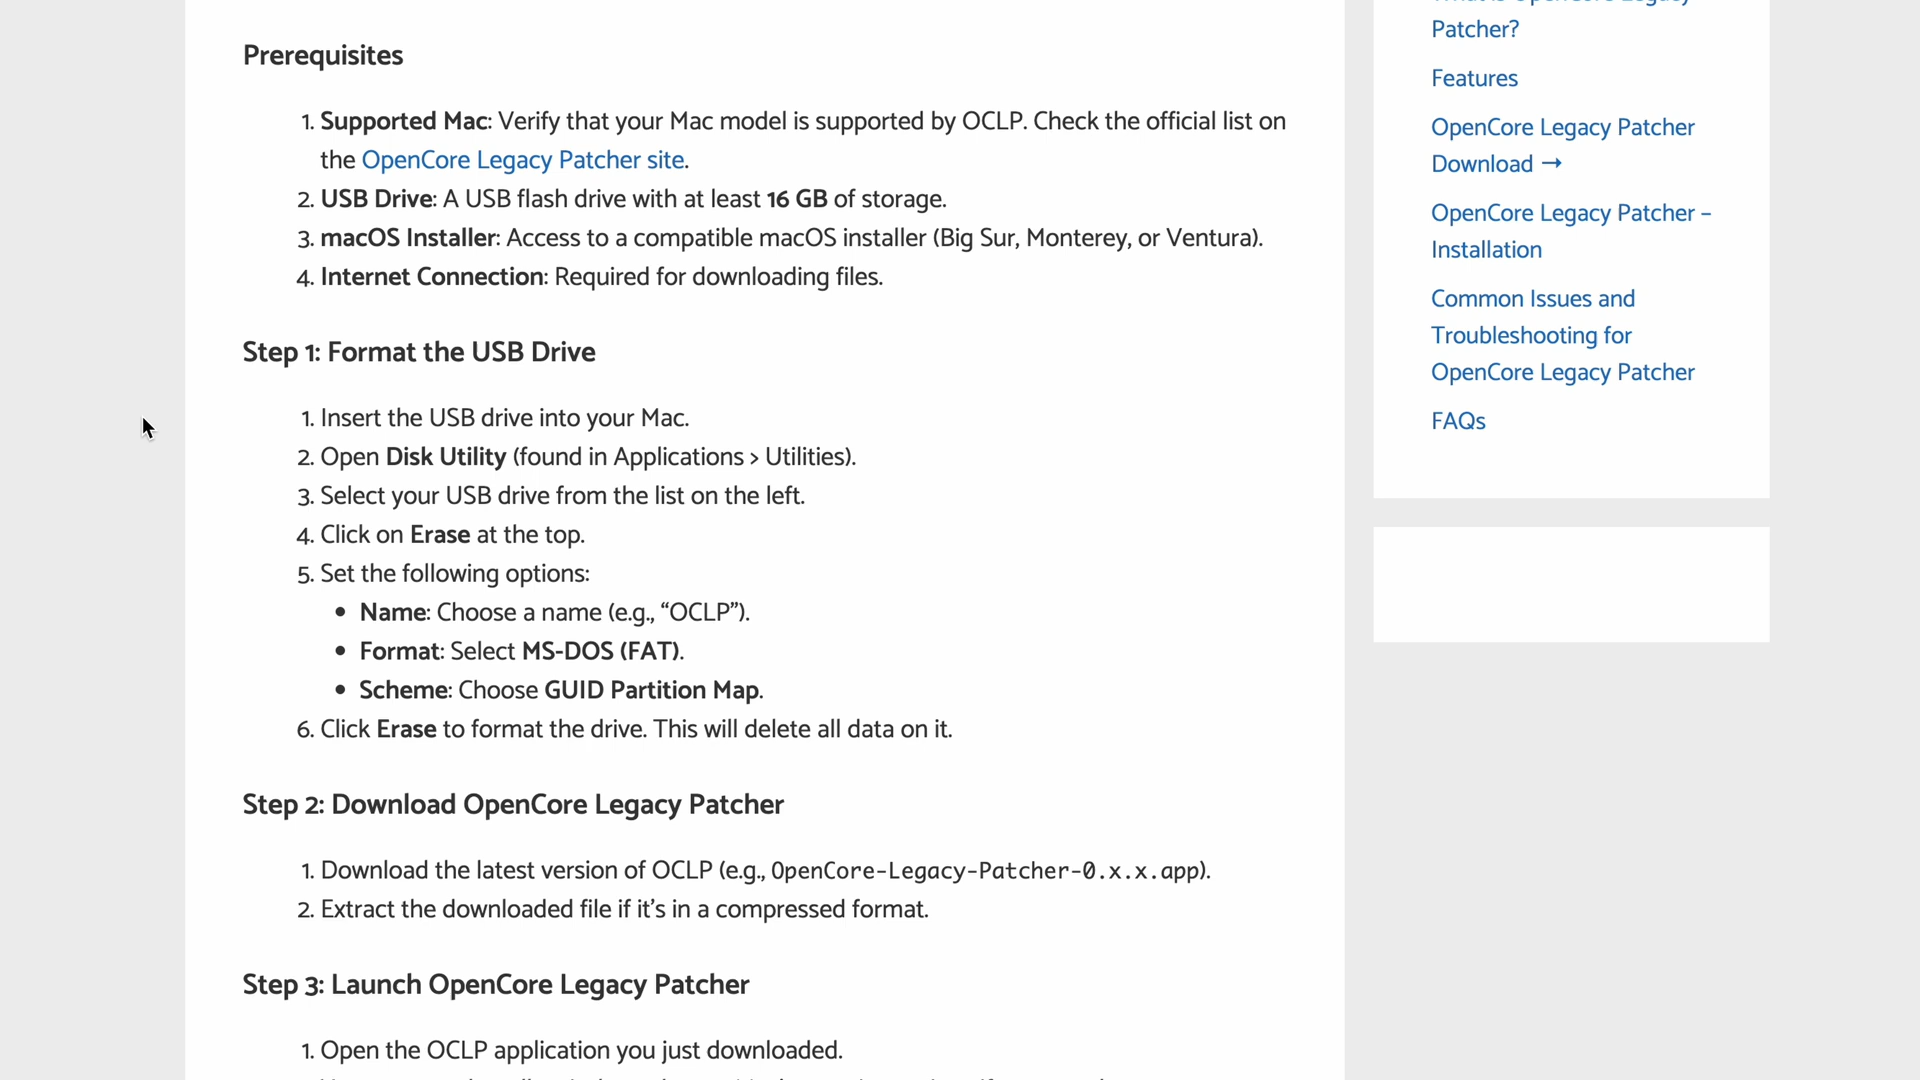 Prerequisites
1. Supported Mac: Verify that your Mac model is supported by OCLP. Check the official list on
the OpenCore Legacy Patcher site.
2. USB Drive: A USB flash drive with at least 16 GB of storage.
3. macOS Installer: Access to a compatible macOS installer (Big Sur, Monterey, or Ventura).
4. Internet Connection: Required for downloading files.
Step 1: Format the USB Drive
1. Insert the USB drive into your Mac.
2. Open Disk Utility (found in Applications > Utilities).
3. Select your USB drive from the list on the left.
4. Click on Erase at the top.
5. Set the following options:
• Name: Choose a name (e.g., “OCLP”).
• Format: Select MS-DOS (FAT).
• Scheme: Choose GUID Partition Map.
6. Click Erase to format the drive. This will delete all data on it.
Step 2: Download OpenCore Legacy Patcher
1. Download the latest version of OCLP (e.g., OpenCore-Legacy-Patcher-0.x.x.app).
2. Extract the downloaded file if it’s in a compressed format.
Step 3: Launch OpenCore Legacy Patcher
1. Open the OCLP application you just downloaded.
Patcher?
Features
OpenCore Legacy Patcher
Download →
OpenCore Legacy Patcher –
Installation
Common Issues and
Troubleshooting for
OpenCore Legacy Patcher
FAQs